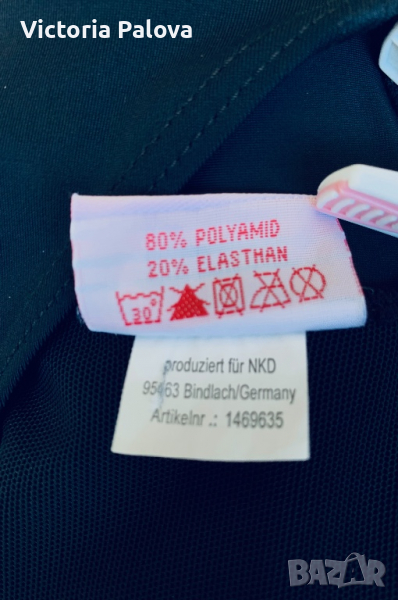 Victoria Palova
80% POLYAMID
20% ELASTHAN
30
produziert für NKD
95463 Bindlach/Germany
Artikelnr .: 1469635
BAZAR